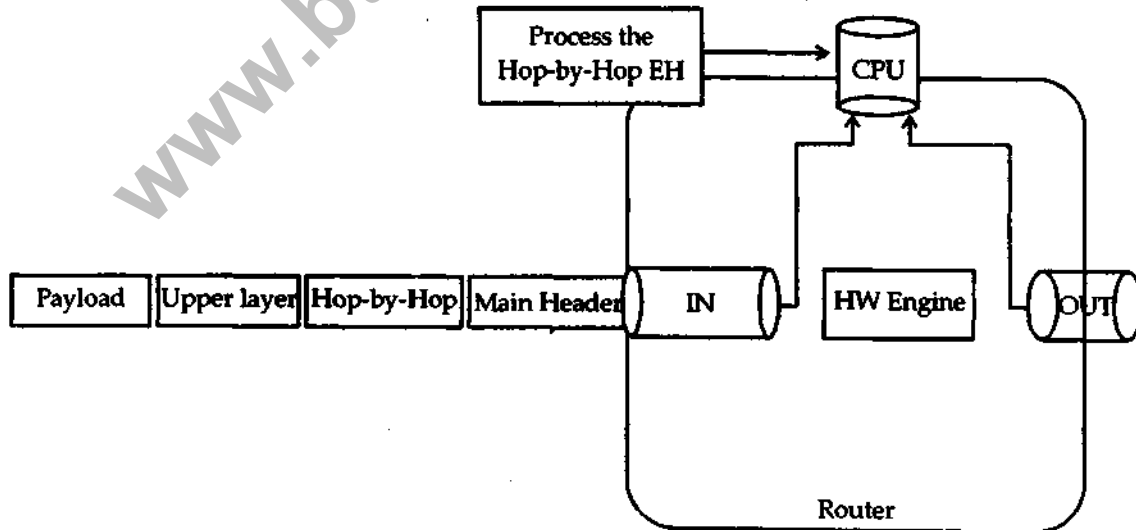 www.b
Process the
Hop-by-Hop EH
CPU
Payload
Upper layer
Hop-by-Hop
Main Header
IN
HW Engine
OUT
Router